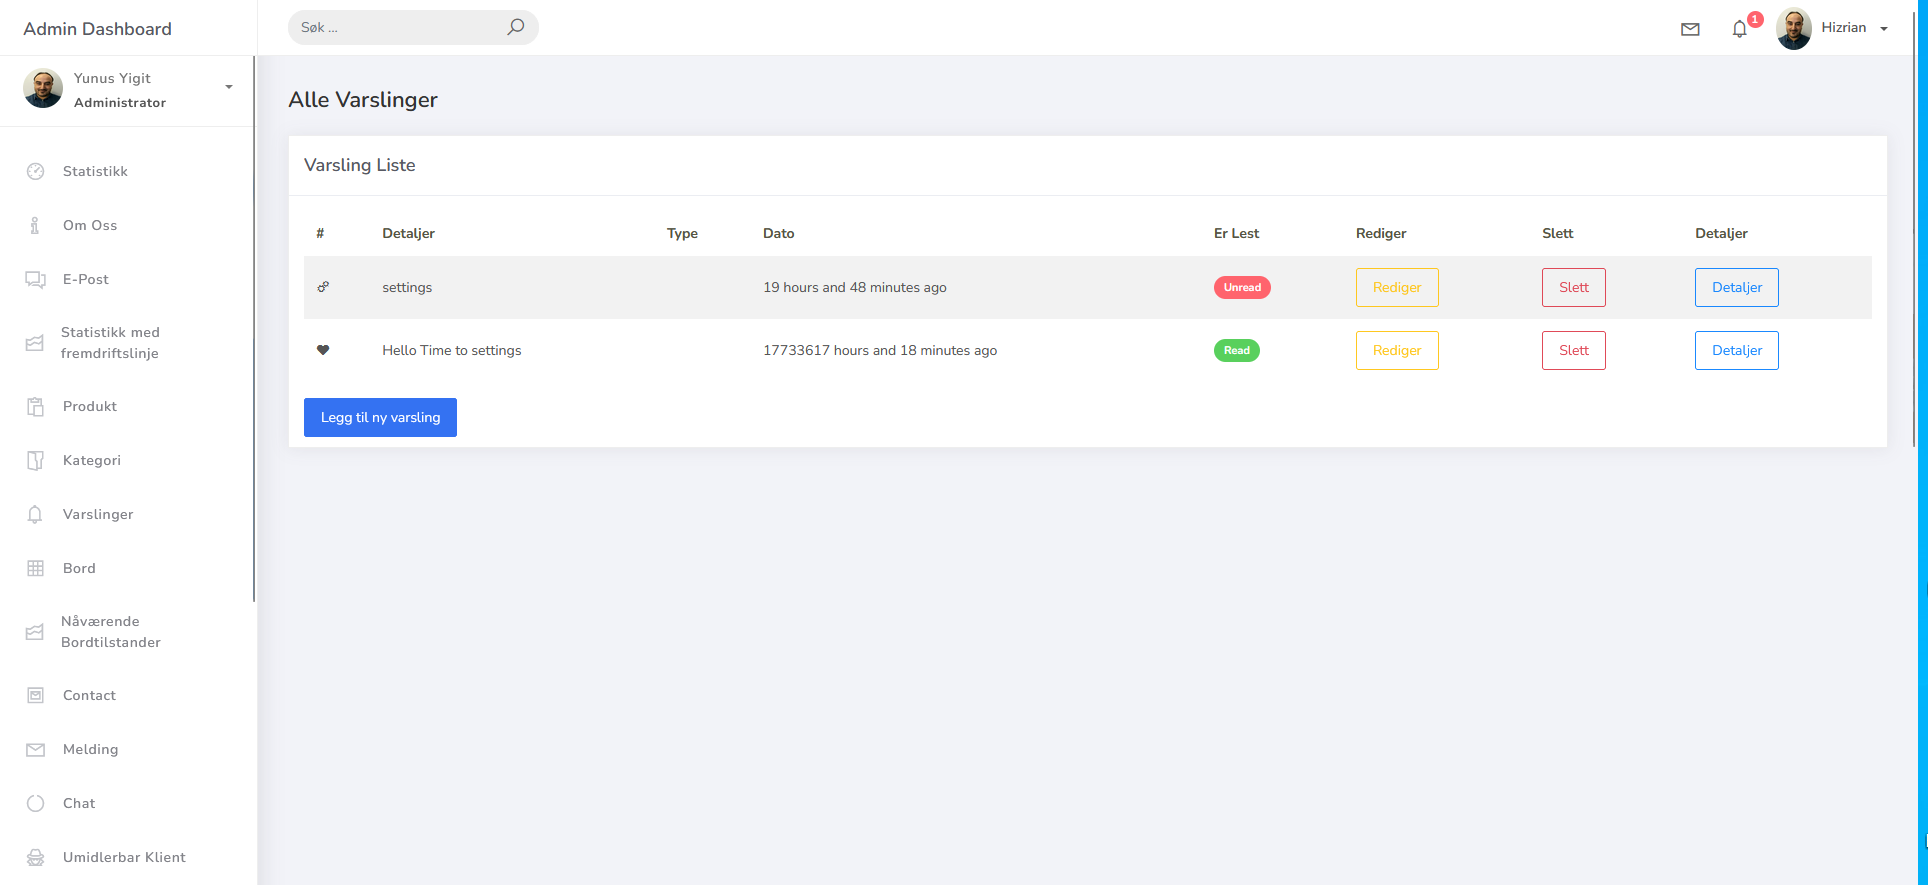 Admin Dashboard
Søk ...
1
Hizrian
Yunus Yigit
Administrator
Statistikk
Om Oss
E-Post
Statistikk med
fremdriftslinje
Produkt
Kategori
Varslinger
Bord
Nåværende
Bordtilstander
Contact
Melding
Chat
Umidlerbar Klient
Alle Varslinger
Varsling Liste
# Detaljer Type Dato Er Lest Rediger Slett Detaljer
settings 19 hours and 48 minutes ago Unread Rediger Slett Detaljer
Hello Time to settings 17733617 hours and 18 minutes ago Read Rediger Slett Detaljer
Legg til ny varsling